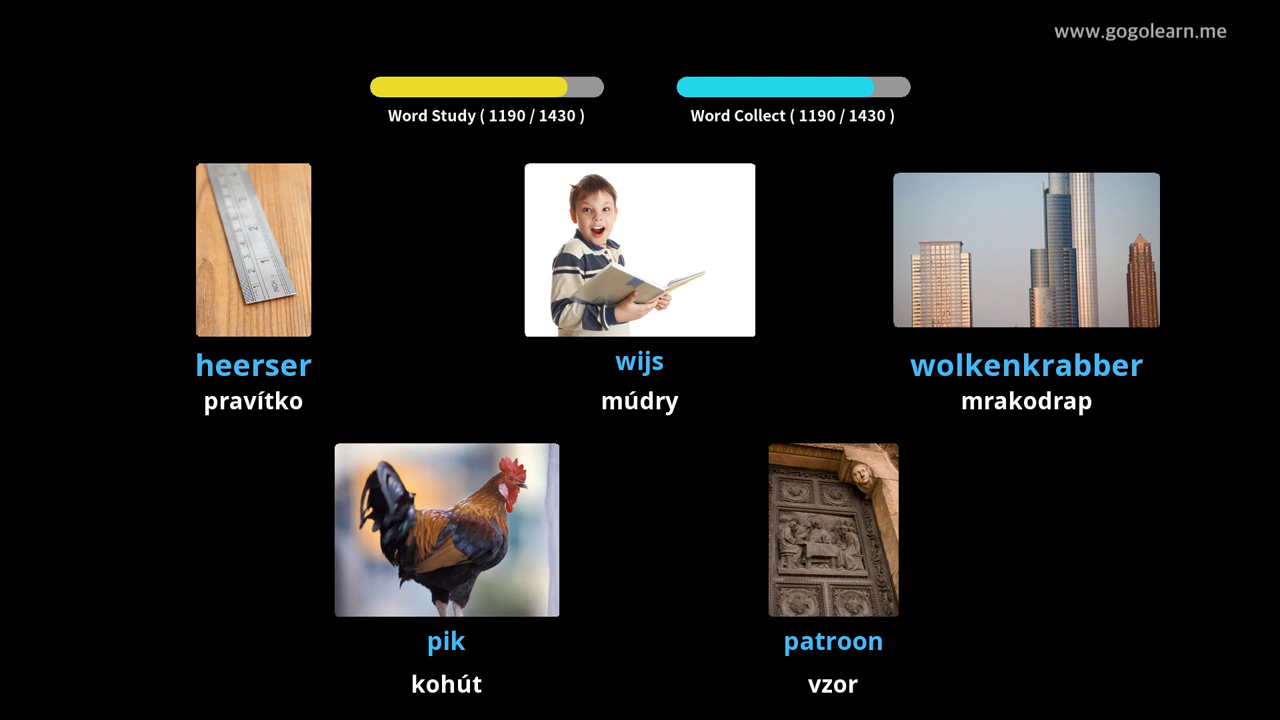 www.gogolearn.me
Word Study ( 1190 / 1430 )
Word Collect ( 1190 / 1430 )
heerser
pravítko
wijs
múdry
wolkenkrabber
mrakodrap
pik
kohút
patroon
vzor